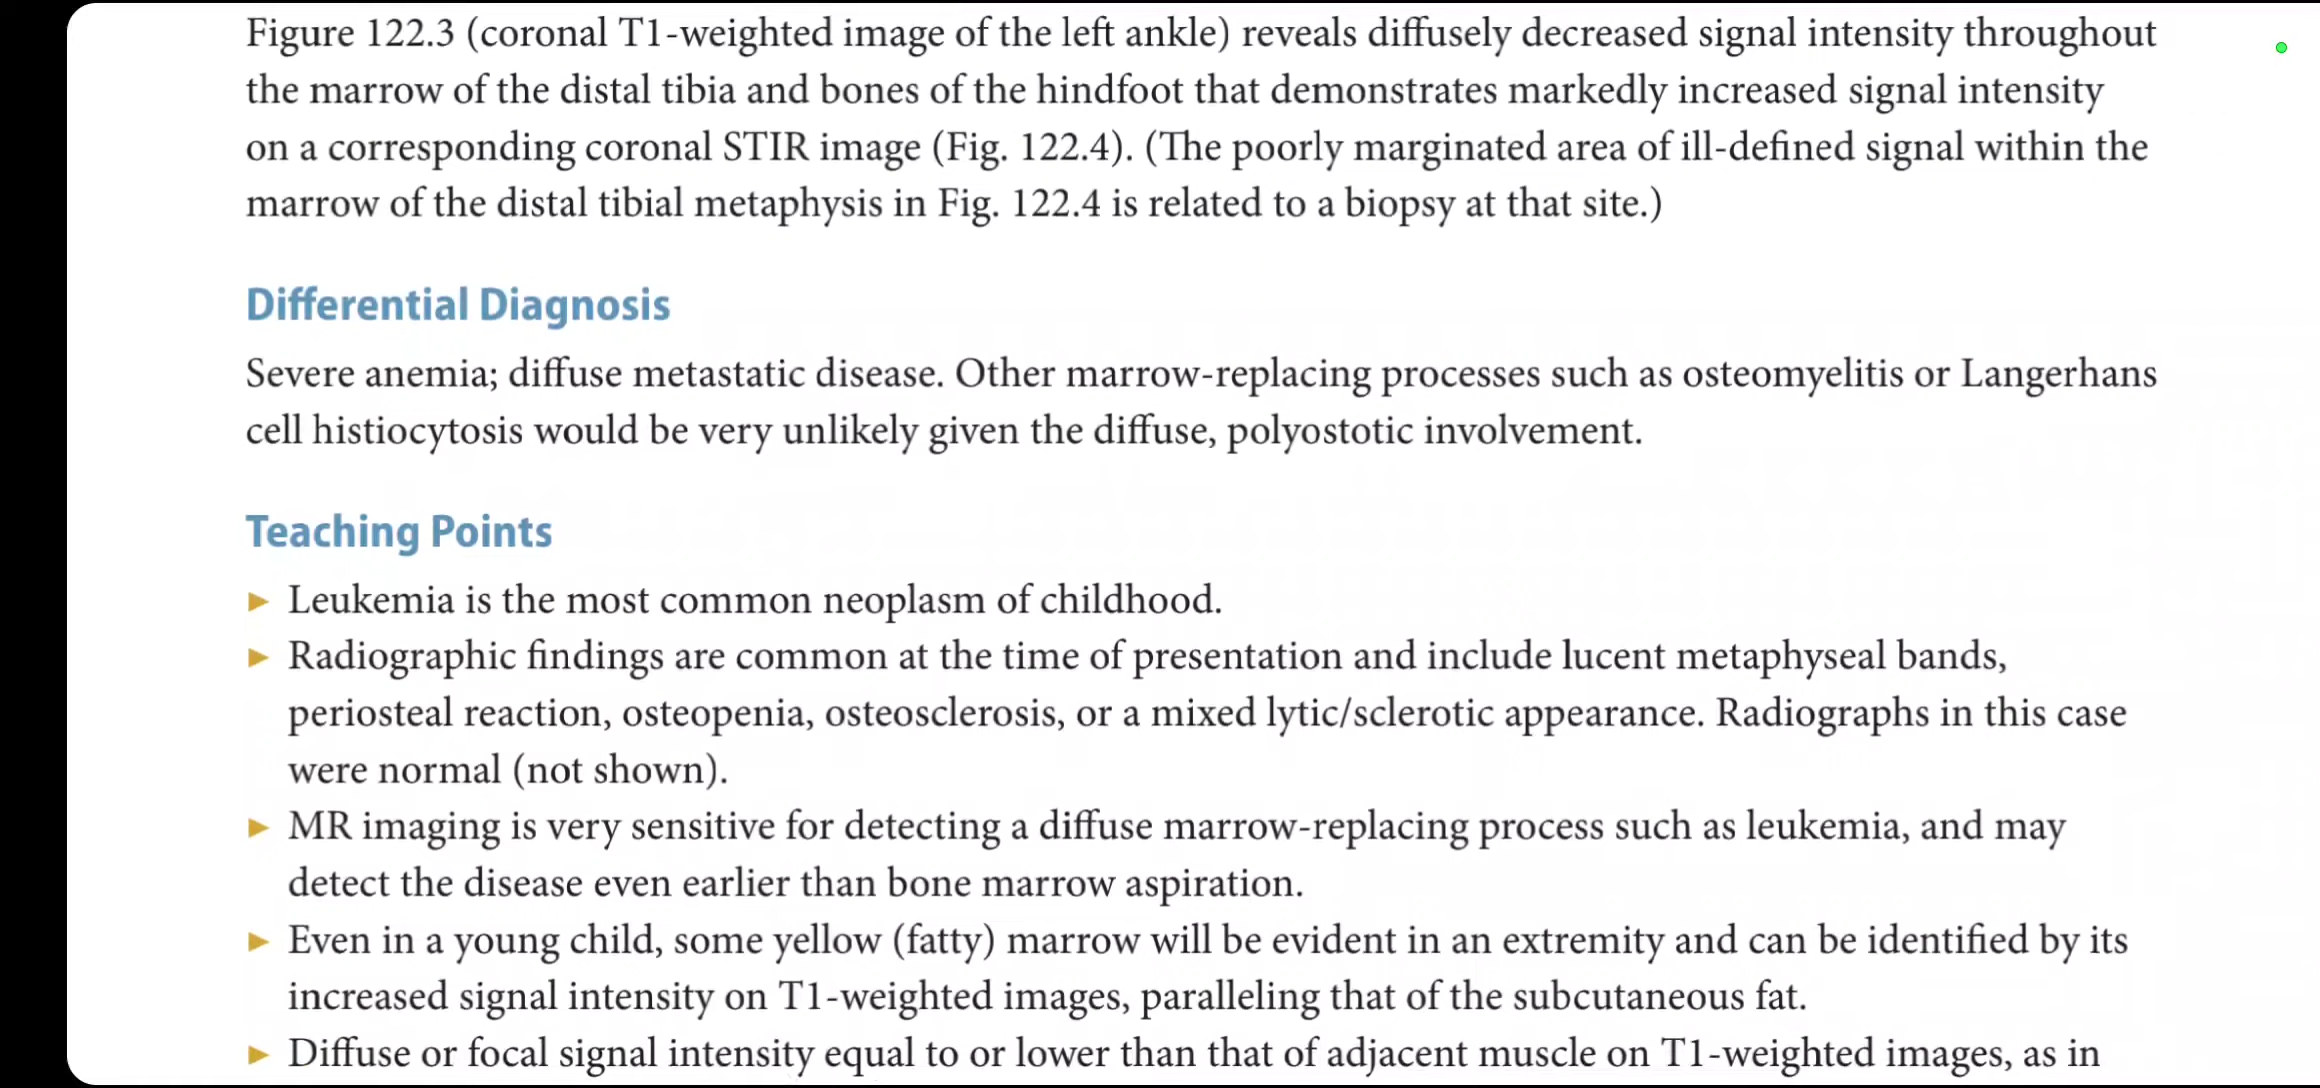 Figure 122.3 (coronal T1-weighted image of the left ankle) reveals diffusely decreased signal intensity throughout
the marrow of the distal tibia and bones of the hindfoot that demonstrates markedly increased signal intensity
on a corresponding coronal STIR image (Fig. 122.4). (The poorly marginated area of ill-defined signal within the
marrow of the distal tibial metaphysis in Fig. 122.4 is related to a biopsy at that site.)
Differential Diagnosis
Severe anemia; diffuse metastatic disease. Other marrow-replacing processes such as osteomyelitis or Langerhans
cell histiocytosis would be very unlikely given the diffuse, polyostotic involvement.
Teaching Points
► Leukemia is the most common neoplasm of childhood.
► Radiographic findings are common at the time of presentation and include lucent metaphyseal bands,
periosteal reaction, osteopenia, osteosclerosis, or a mixed lytic/sclerotic appearance. Radiographs in this case
were normal (not shown).
► MR imaging is very sensitive for detecting a diffuse marrow-replacing process such as leukemia, and may
detect the disease even earlier than bone marrow aspiration.
► Even in a young child, some yellow (fatty) marrow will be evident in an extremity and can be identified by its
increased signal intensity on T1-weighted images, paralleling that of the subcutaneous fat.
► Diffuse or focal signal intensity equal to or lower than that of adjacent muscle on T1-weighted images, as in